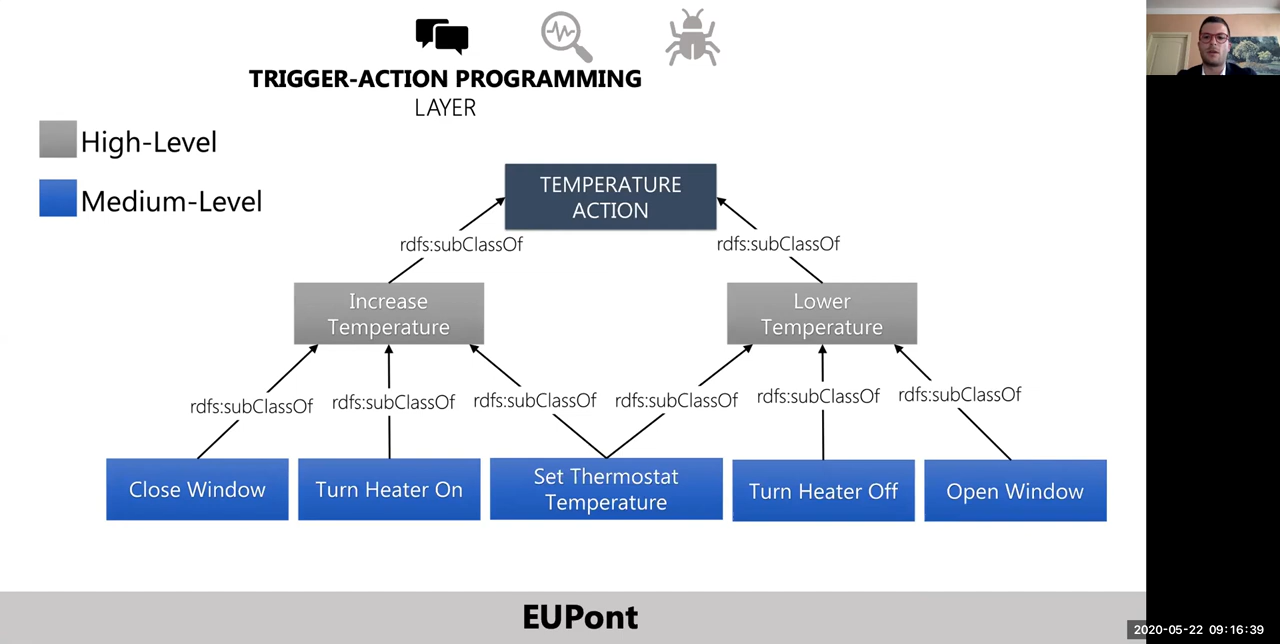 TRIGGER-ACTION PROGRAMMING
LAYER
High-Level
Medium-Level
TEMPERATURE
ACTION
rdfs:subClassOf
rdfs:subClassOf
Increase
Temperature
Lower
Temperature
rdfs:subClassOf
rdfs:subClassOf
rdfs:subClassOf
rdfs:subClassOf
rdfs:subClassOf
rdfs:subClassOf
Close Window
Turn Heater On
Set Thermostat
Temperature
Turn Heater Off
Open Window
EUPont
2020-05-22 09:16:39